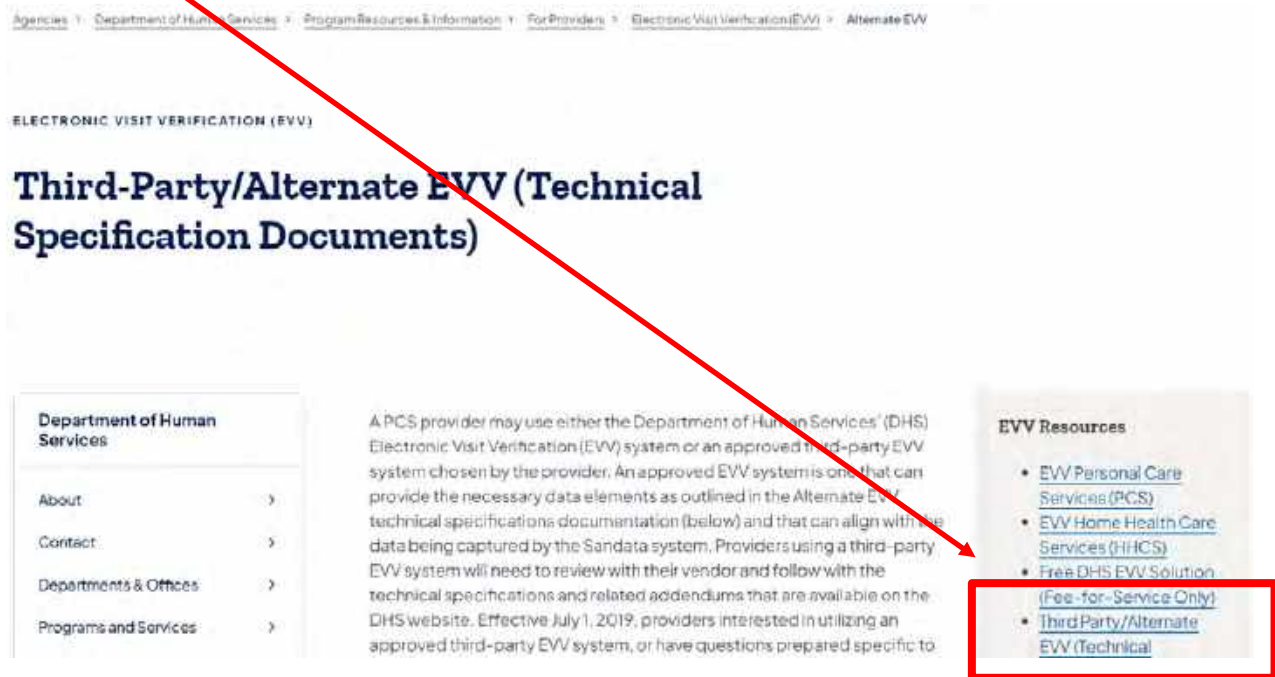 Agencies > Department of Human Services > Program Resources & Information > For Providers > Electronic Visit Verification (EVV) > Alternate EVV
ELECTRONIC VISIT VERIFICATION (EVV)
Third-Party/Alternate EVV (Technical
Specification Documents)
Department of Human
Services
About >
Contact >
Departments & Offices >
Programs and Services >
A PCS provider may use either the Department of Human Services' (DHS)
Electronic Visit Verification (EVV) system or an approved third-party EVV
system chosen by the provider. An approved EVV system is one that can
provide the necessary data elements as outlined in the Alternate EVV
technical specifications documentation (below) and that can align with the
data being captured by the Sandata system. Providers using a third-party
EVV system will need to review with their vendor and follow with the
technical specifications and related addendums that are available on the
DHS website. Effective July 1, 2019, providers interested in utilizing an
approved third-party EVV system, or have questions prepared specific to
EVV Resources
• EVV Personal Care
Services (PCS)
• EVV Home Health Care
Services (HHCS)
• Free DHS EVV Solution
(Fee-for-Service Only)
• Third Party/Alternate
EVV (Technical